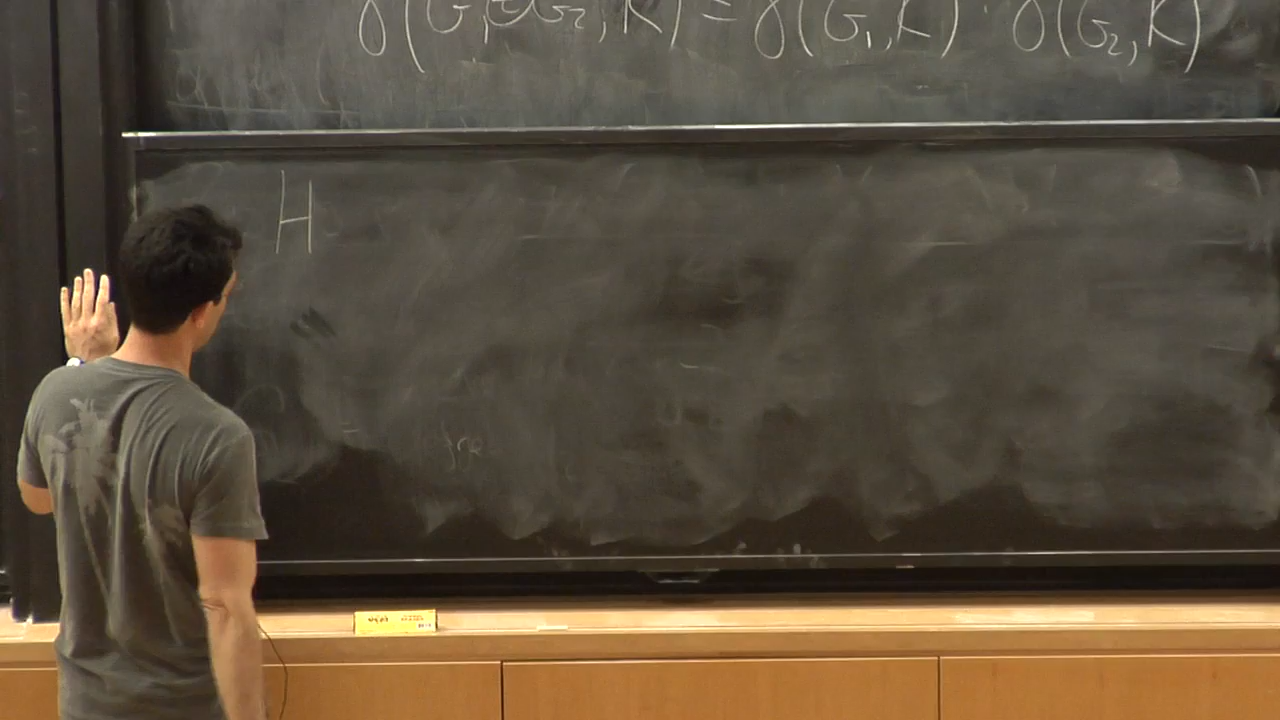 γ(G₁⊕G₂, K) = γ(G₁, K) · γ(G₂, K)
H